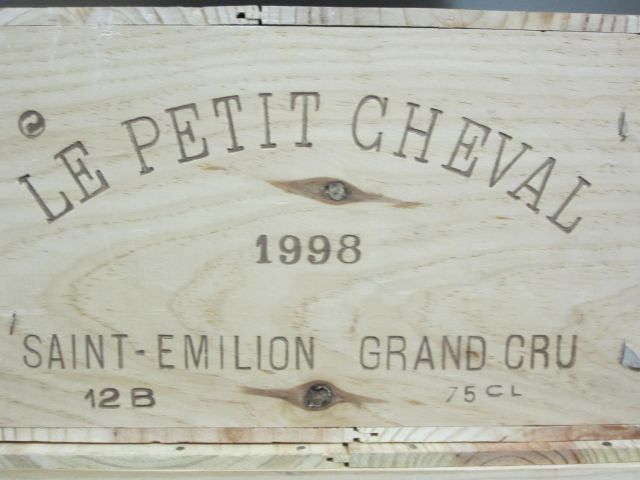 LE PETIT CHEVAL
1998
SAINT-EMILION GRAND CRU
12 B 75 CL